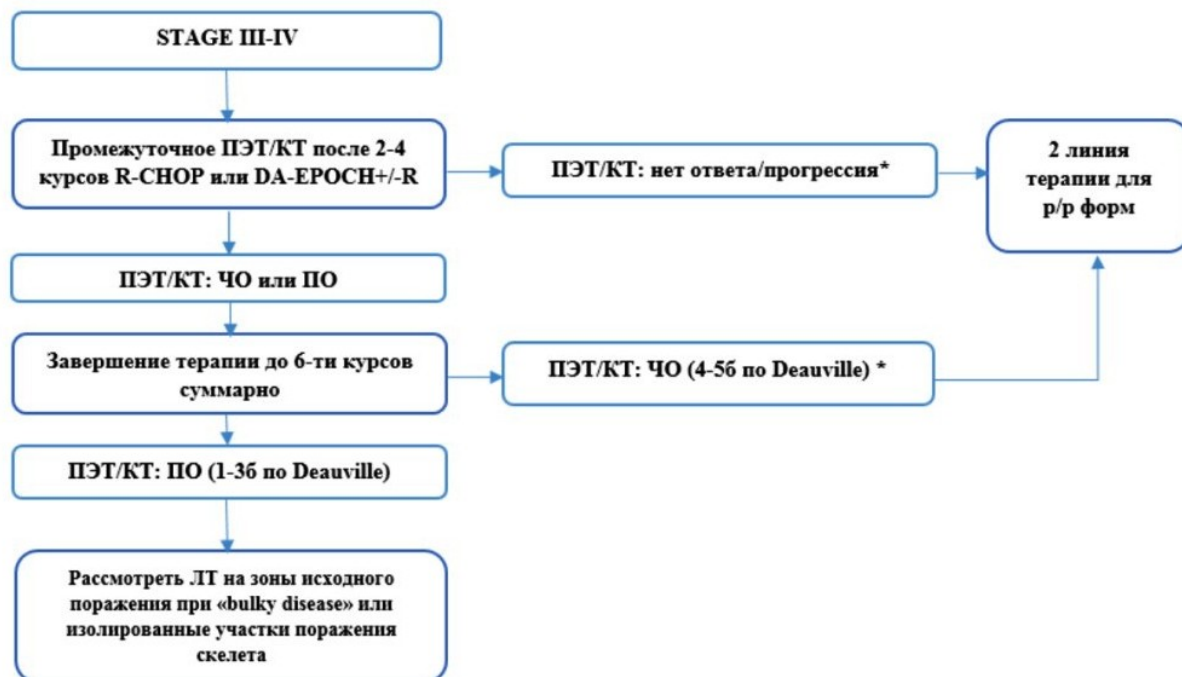 STAGE III-IV
Промежуточное ПЭТ/КТ после 2-4
курсов R-CHOP или DA-EPOCH+/-R
ПЭТ/КТ: нет ответа/прогрессия*
2 линия
терапии для
р/р форм
ПЭТ/КТ: ЧО или ПО
Завершение терапии до 6-ти курсов
суммарно
ПЭТ/КТ: ЧО (4-5б по Deauville) *
ПЭТ/КТ: ПО (1-3б по Deauville)
Рассмотреть ЛТ на зоны исходного
поражения при «bulky disease» или
изолированные участки поражения
скелета